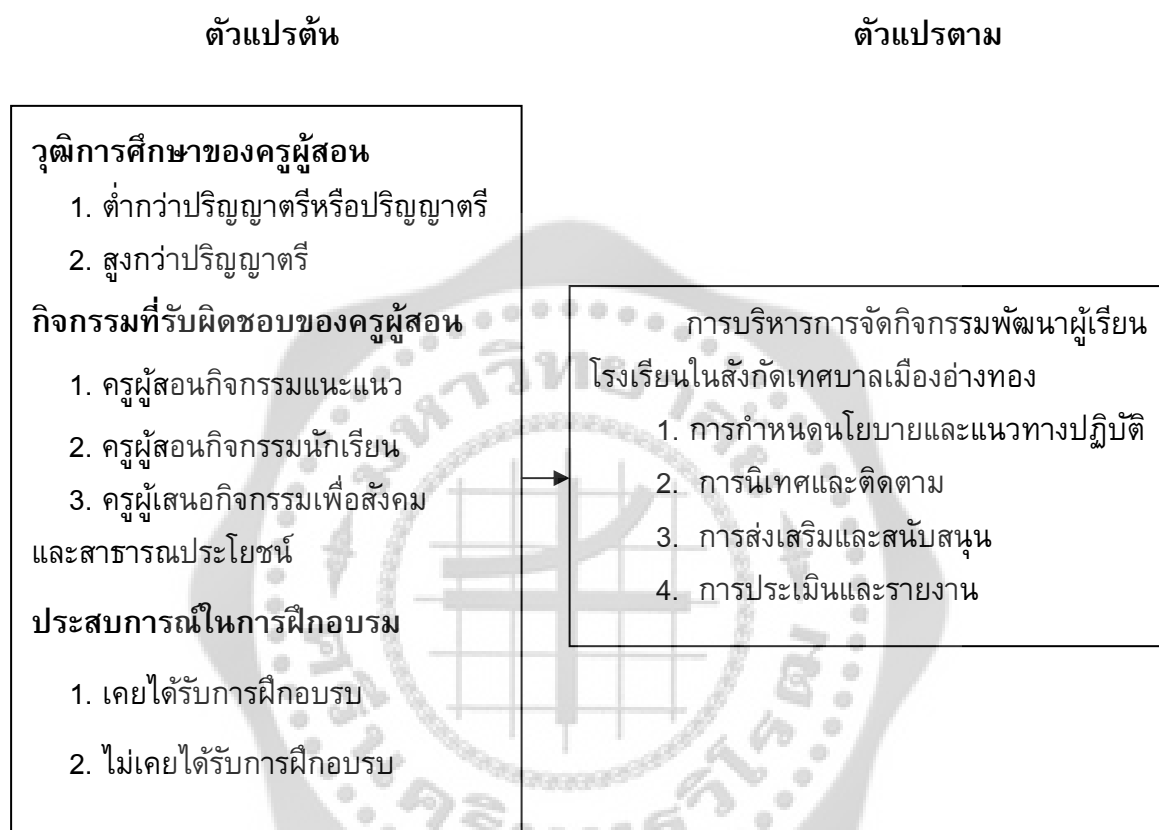 ตัวแปรต้น
ตัวแปรตาม
วุฒิการศึกษาของครูผู้สอน
1. ต่ำกว่าปริญญาตรีหรือปริญญาตรี
2. สูงกว่าปริญญาตรี
กิจกรรมที่รับผิดชอบของครูผู้สอน
1. ครูผู้สอนกิจกรรมแนะแนว
2. ครูผู้สอนกิจกรรมนักเรียน
3. ครูผู้เสนอกิจกรรมเพื่อสังคม
และสาธารณประโยชน์
ประสบการณ์ในการฝึกอบรม
1. เคยได้รับการฝึกอบรบ
2. ไม่เคยได้รับการฝึกอบรบ
การบริหารการจัดกิจกรรมพัฒนาผู้เรียน
โรงเรียนในสังกัดเทศบาลเมืองอ่างทอง
1. การกำหนดนโยบายและแนวทางปฏิบัติ
2. การนิเทศและติดตาม
3. การส่งเสริมและสนับสนุน
4. การประเมินและรายงาน